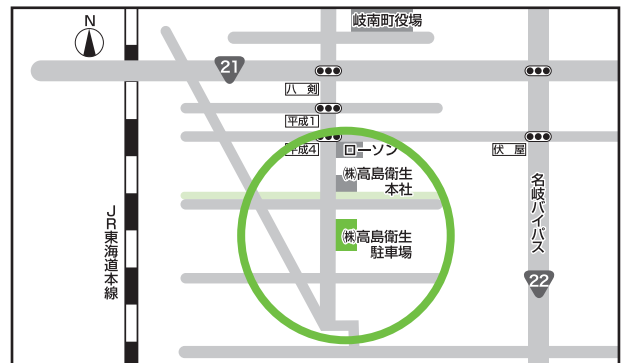 N
岐南町役場
21
八剣
平成1
平成4
ローソン
伏屋
㈱高島衛生
本社
名岐バイパス
JR東海道本線
㈱高島衛生
駐車場
22